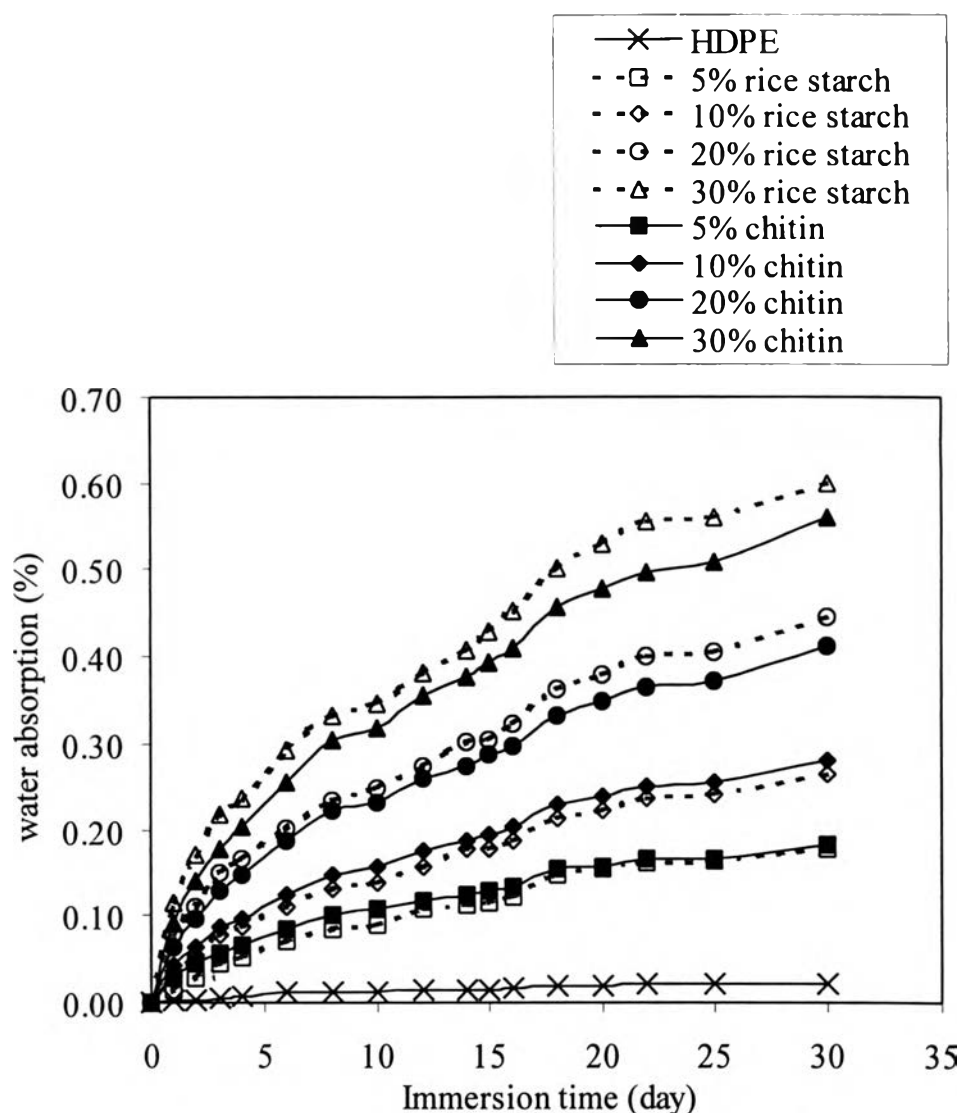 HDPE
5% rice starch
10% rice starch
20% rice starch
30% rice starch
5% chitin
10% chitin
20% chitin
30% chitin
0.70
0.60
0.50
0.40
0.30
0.20
0.10
0.00
water absorption (%)
0 5 10 15 20 25 30 35
Immersion time (day)